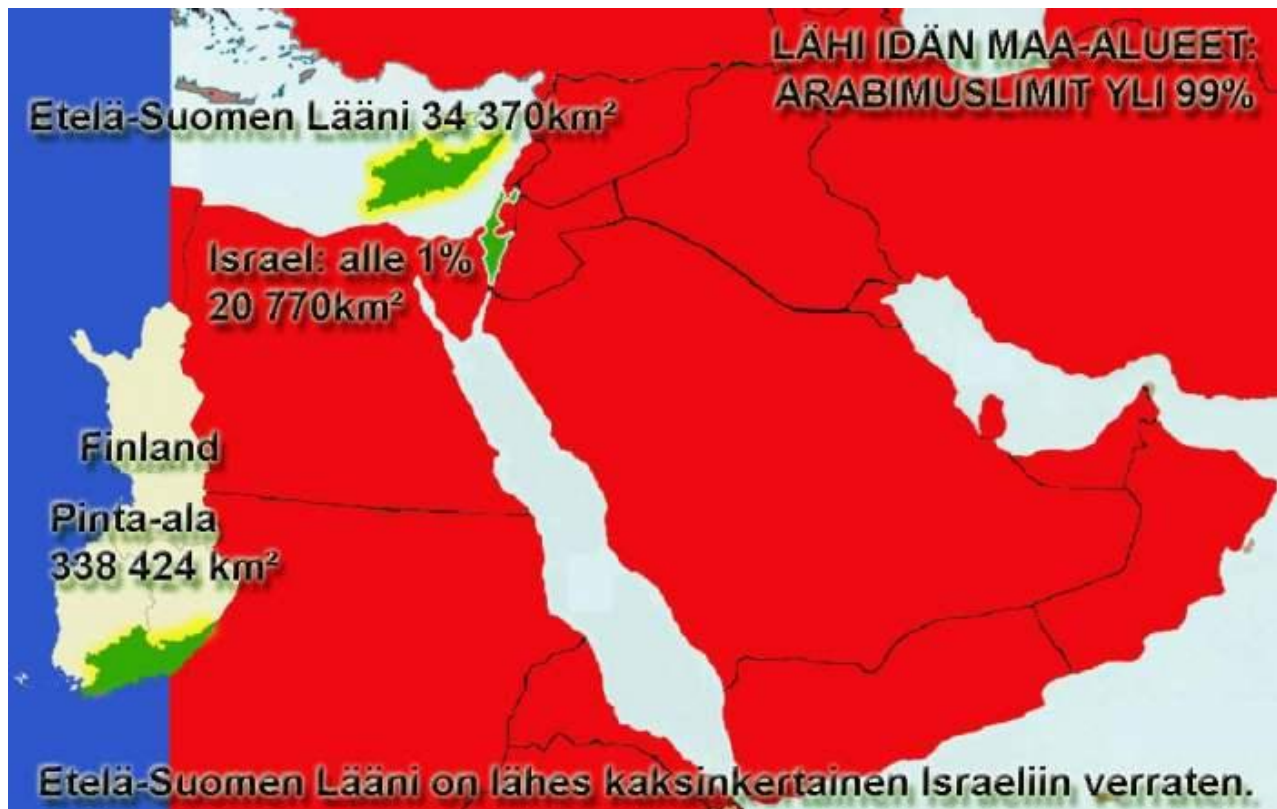 LÄHI IDÄN MAA-ALUEET:
ARABIMUSLIMIT YLI 99%
Etelä-Suomen Lääni 34 370km²
Israel: alle 1%
20 770km²
Finland
Pinta-ala
338 424 km²
Etelä-Suomen Lääni on lähes kaksinkertainen Israeliin verraten.